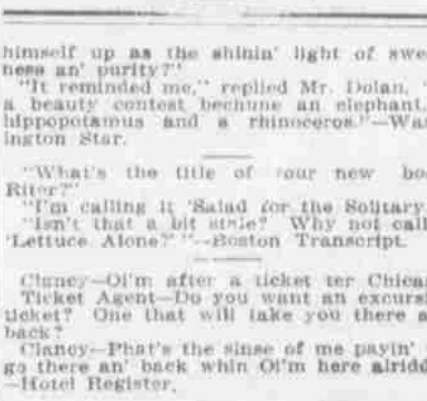 himself up as the shinin' light of swe
ness an' purity?"
"It reminded me," replied Mr. Dolan, "
a beauty contest bechune an elephant,
hippopotamus and a rhinoceros."—Was
ington Star.
"What's the title of your new bo
Riter?"
"I'm calling it 'Salad for the Solitary.
"Isn't that a bit stale? Why not call
'Lettuce Alone?'"—Boston Transcript.
Clancy—Oi'm after a ticket ter Chica
Ticket Agent—Do you want an excursi
ticket? One that will take you there a
back?
Clancy—Phat's the sinse of me payin'
go there an' back whin Oi'm here alridd
—Hotel Register.